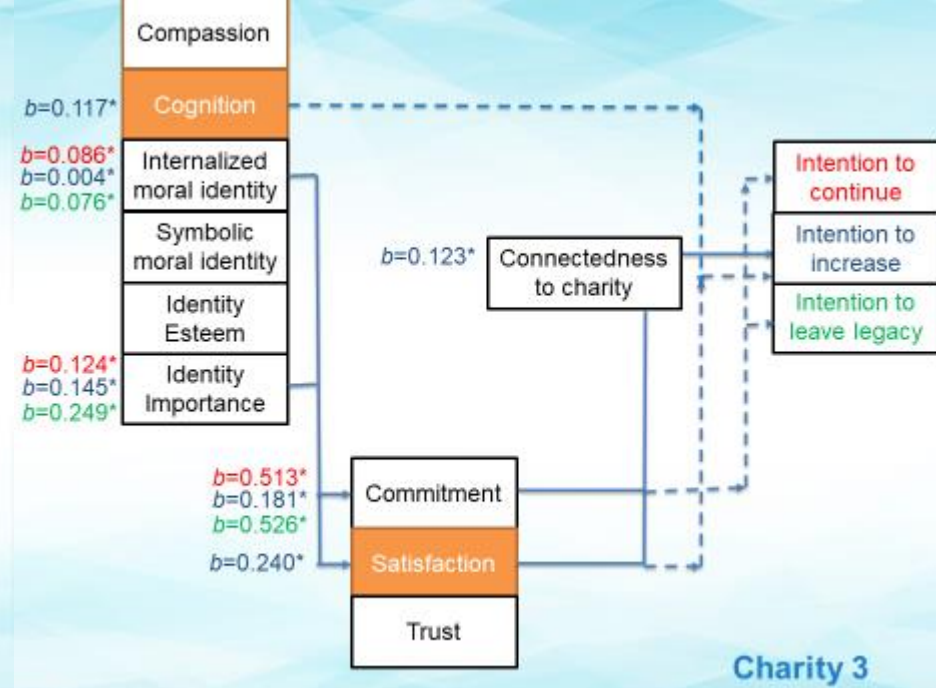 Compassion
b=0.117*
Cognition
b=0.086*
b=0.004*
b=0.076*
Internalized
moral identity
Symbolic
moral identity
Identity
Esteem
b=0.124*
b=0.145*
b=0.249*
Identity
Importance
b=0.123*
Connectedness
to charity
Intention to
continue
Intention to
increase
Intention to
leave legacy
b=0.513*
b=0.181*
b=0.526*
Commitment
b=0.240*
Satisfaction
Trust
Charity 3